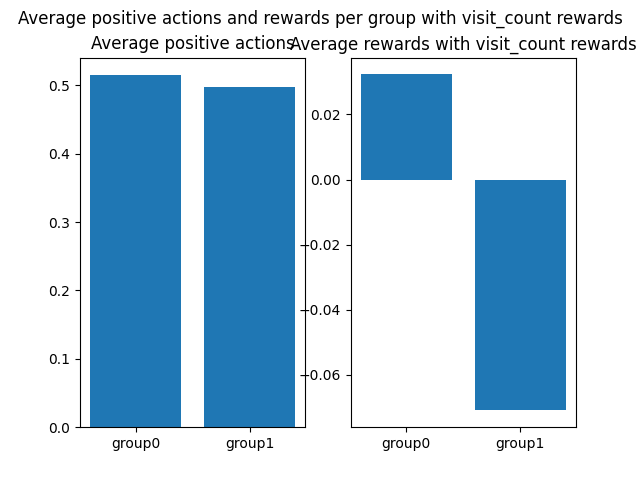 Average positive actions and rewards per group with visit_count rewards
Average positive actions
Average rewards with visit_count rewards
0.5
0.4
0.3
0.2
0.1
0.0
group0
group1
0.02
0.00
−0.02
−0.04
−0.06
group0
group1